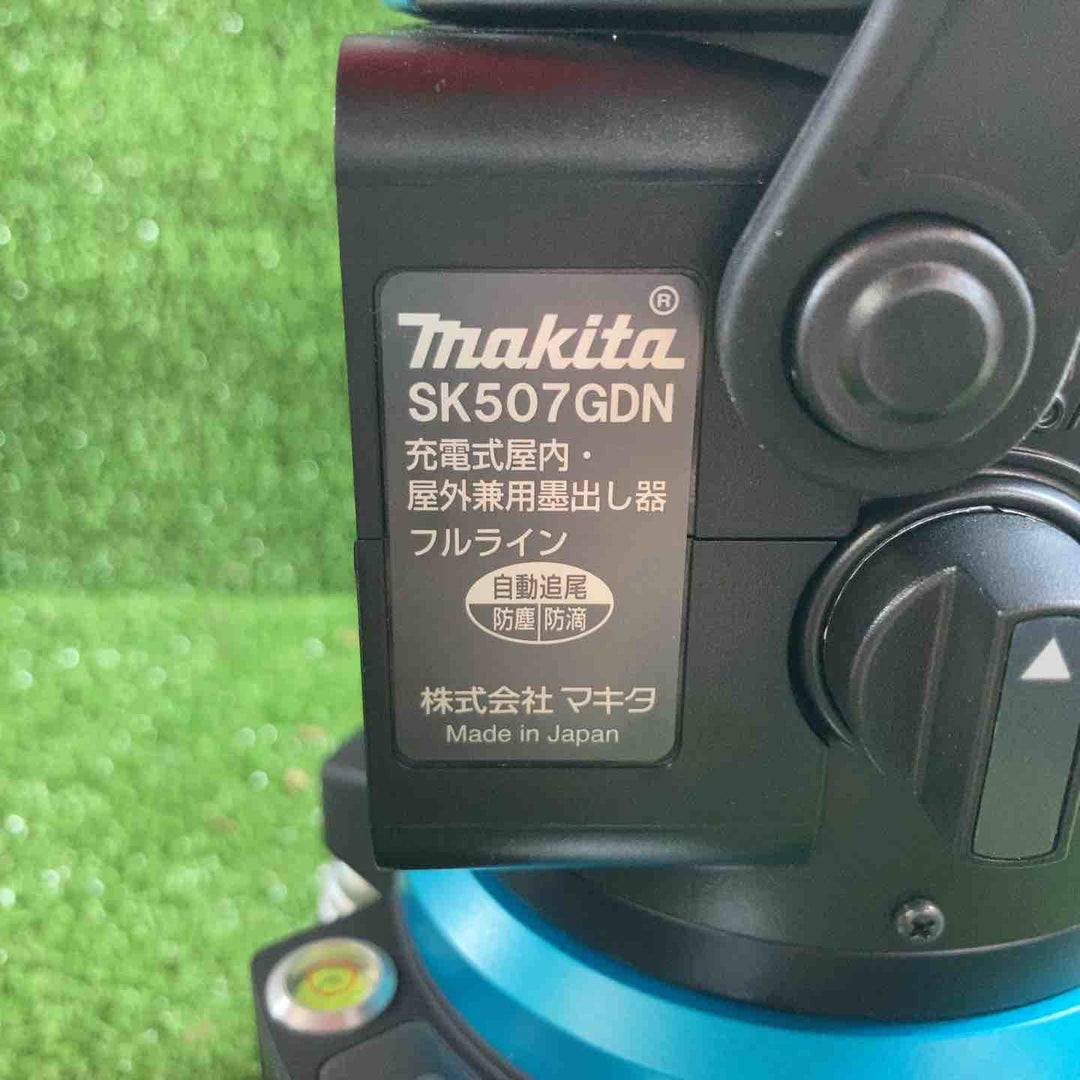 makita®
SK507GDN
充電式屋内・
屋外兼用墨出し器
フルライン
自動追尾
防塵 防滴
株式会社 マキタ
Made in Japan